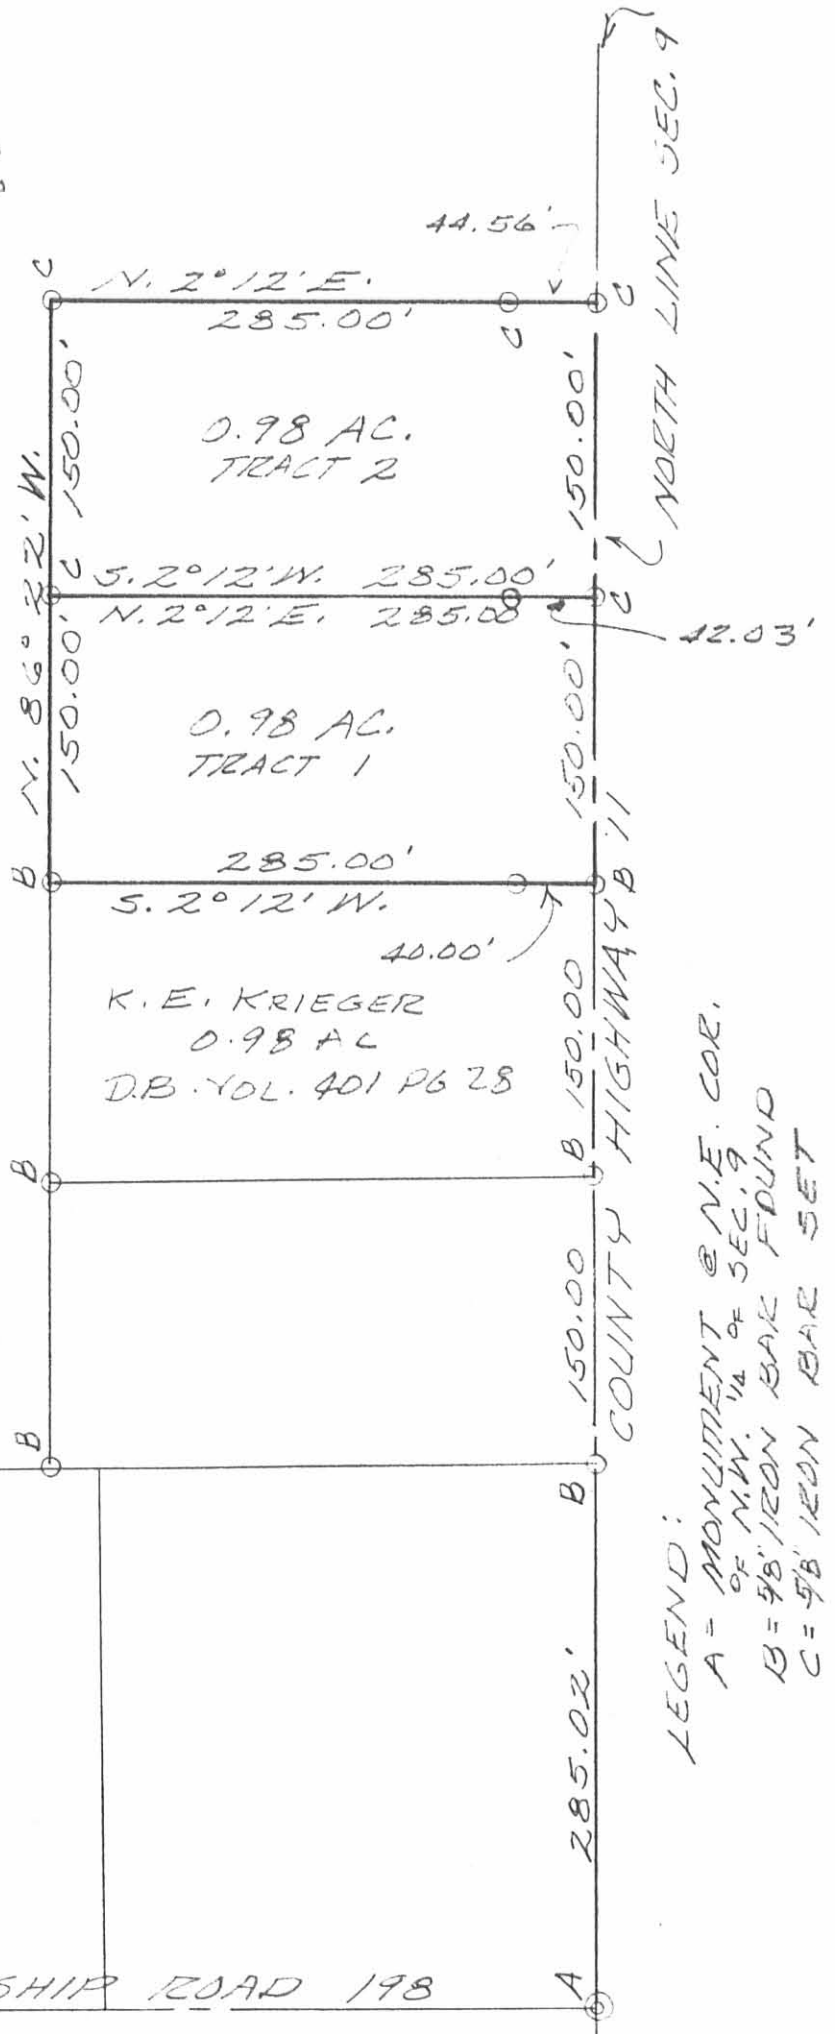 44.56'
NORTH LINE SEC. 9
C
N. 2°12' E.
285.00'
C
C
150.00'
150.00'
0.98 AC.
TRACT 2
N. 86° 22' W.
C
S. 2°12' W. 285.00'
N. 2°12' E. 285.00
C
42.03'
150.00'
150.00'
0.98 AC.
TRACT 1
B
285.00'
S. 2°12' W.
B
40.00'
K. E. KRIEGER
0.98 AC
D.B. VOL. 401 PG 28
150.00
COUNTY HIGHWAY 11
B
B
150.00
B
B
285.02'
SHIP ROAD 198
A
LEGEND:
A = MONUMENT @ N.E. COR.
OF N.W. 1/4 OF SEC. 9
B = 5/8" IRON BAR FOUND
C = 5/8" IRON BAR SET